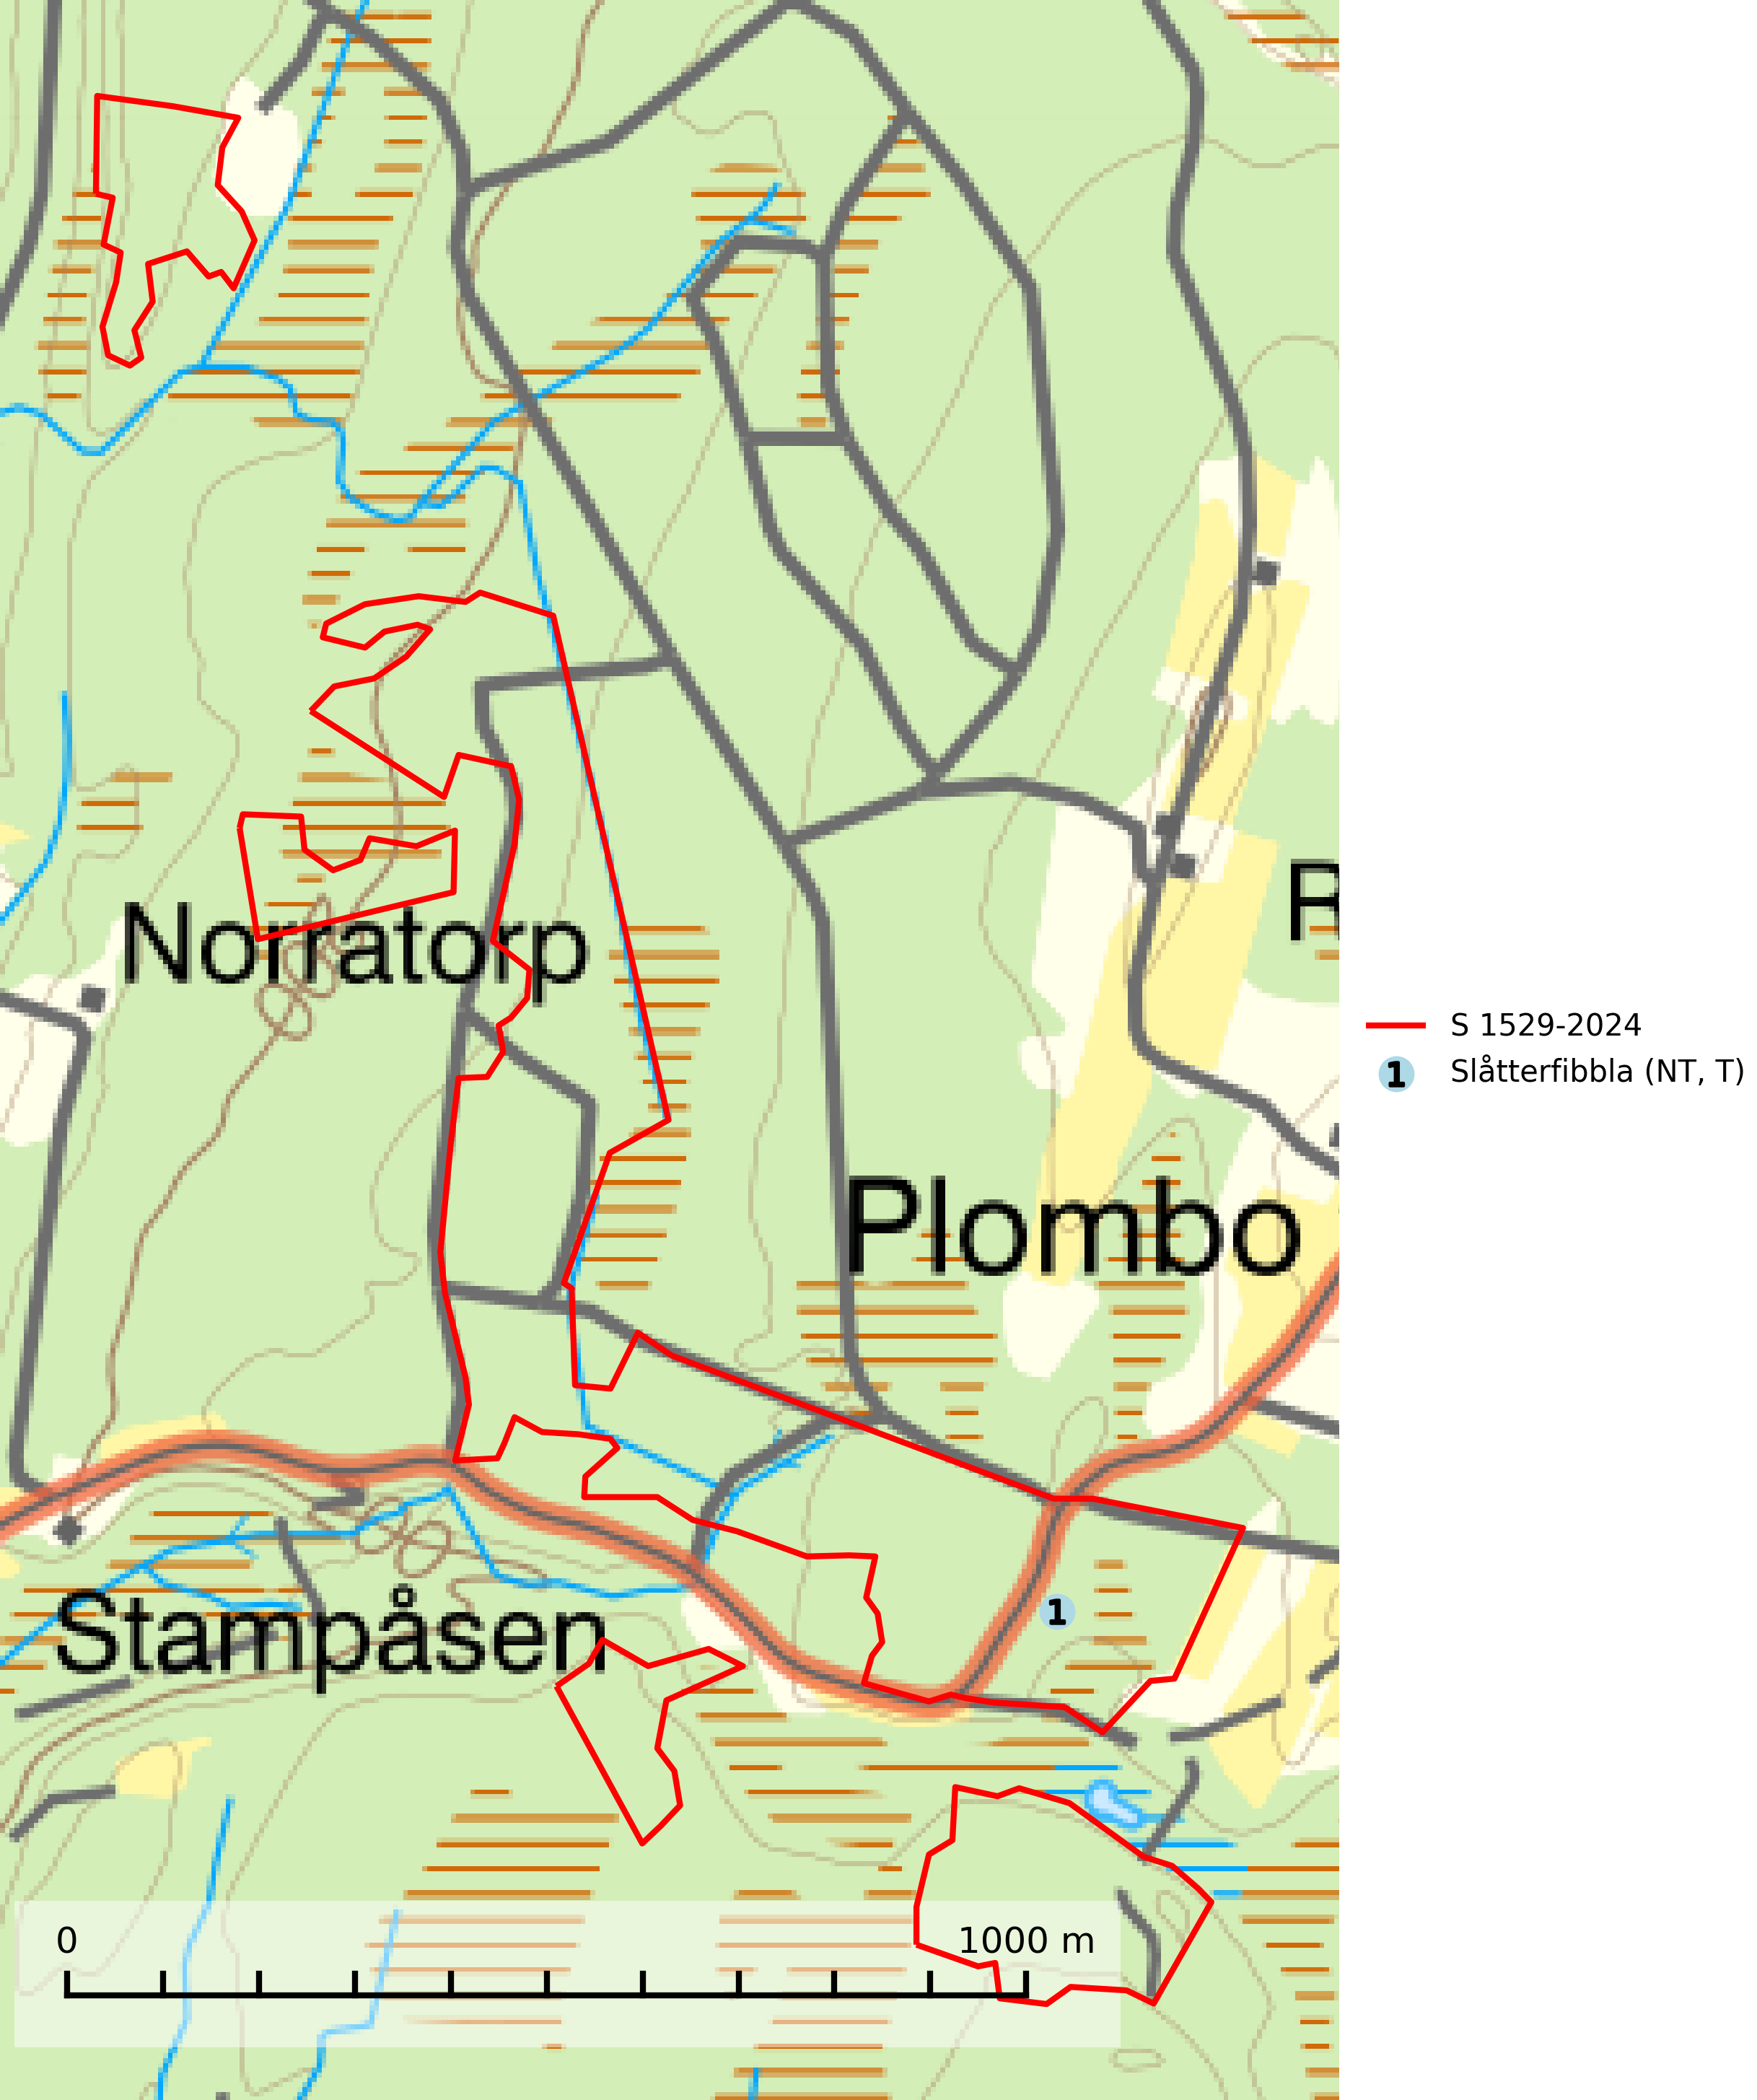 R
Norratorp
S 1529-2024
1 Slåtterfibbla (NT, T)
Plombo
1
Stampåsen
0 1000 m